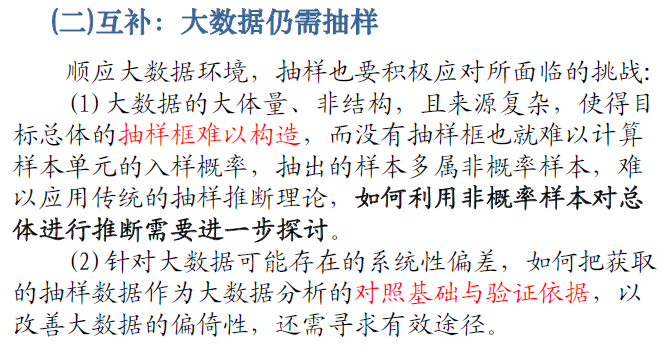 (二)互补：大数据仍需抽样
顺应大数据环境，抽样也要积极应对所面临的挑战:
(1) 大数据的大体量、非结构，且来源复杂，使得目
标总体的抽样框难以构造，而没有抽样框也就难以计算
样本单元的入样概率，抽出的样本多属非概率样本，难
以应用传统的抽样推断理论，如何利用非概率样本对总
体进行推断需要进一步探讨。
(2) 针对大数据可能存在的系统性偏差，如何把获取
的抽样数据作为大数据分析的对照基础与验证依据，以
改善大数据的偏倚性，还需寻求有效途径。